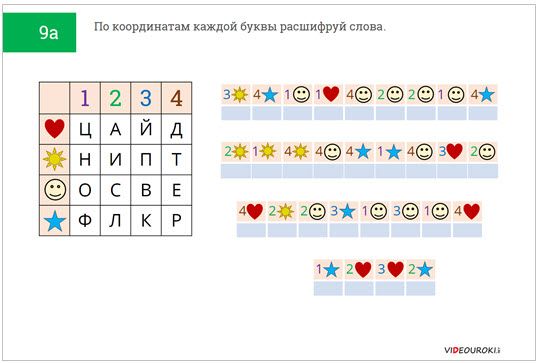 9а
По координатам каждой буквы расшифруй слова.
1 2 3 4
Ц А Й Д
Н И П Т
О С В Е
Ф Л К Р
3 4 1 1 4 2 2 1 4
2 1 4 4 4 1 4 3 2
4 2 2 3 1 3 1 4
1 2 3 2
VIDEOUROKI